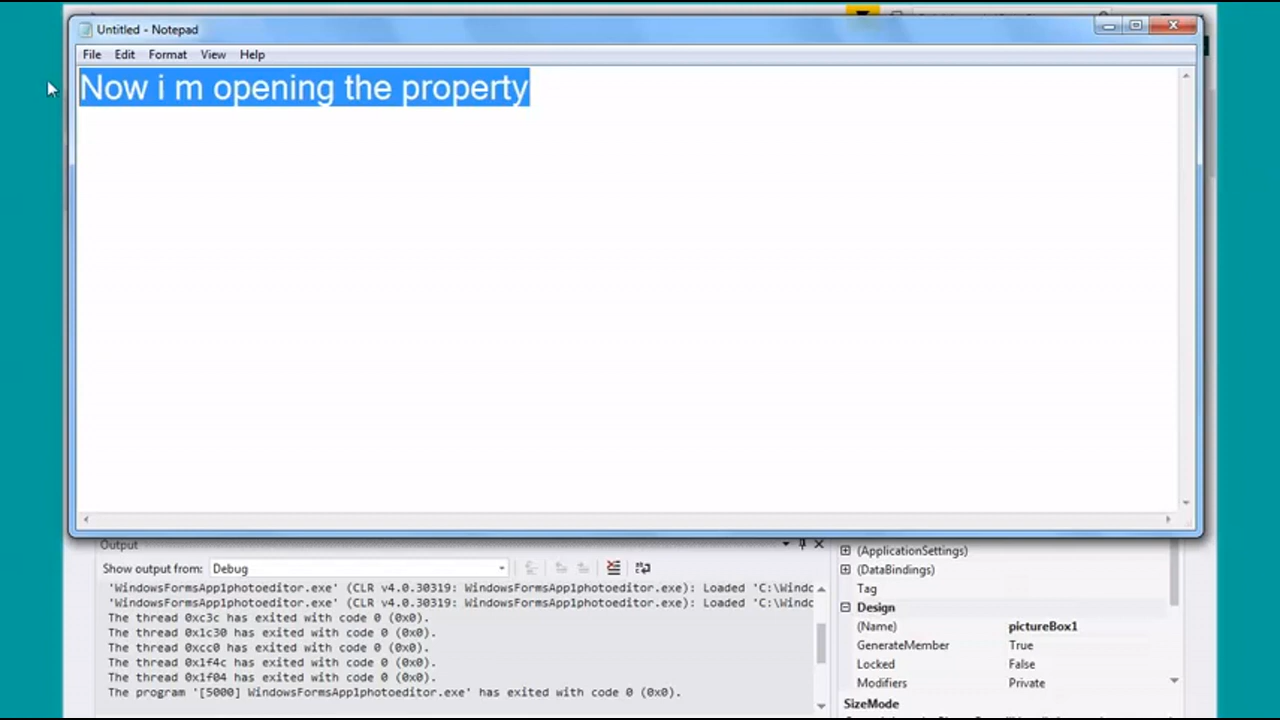 Untitled - Notepad
File Edit Format View Help
Now i m opening the property
Output
Show output from: Debug
'WindowsFormsApp1photoeditor.exe' (CLR v4.0.30319: WindowsFormsApp1photoeditor.exe): Loaded 'C:\Windc
'WindowsFormsApp1photoeditor.exe' (CLR v4.0.30319: WindowsFormsApp1photoeditor.exe): Loaded 'C:\Windc
The thread 0xc3c has exited with code 0 (0x0).
The thread 0x1c30 has exited with code 0 (0x0).
The thread 0xcc0 has exited with code 0 (0x0).
The thread 0x1f4c has exited with code 0 (0x0).
The thread 0x1f04 has exited with code 0 (0x0).
The program '[5000] WindowsFormsApp1photoeditor.exe' has exited with code 0 (0x0).
(ApplicationSettings)
(DataBindings)
Tag
Design
(Name) pictureBox1
GenerateMember True
Locked False
Modifiers Private
SizeMode